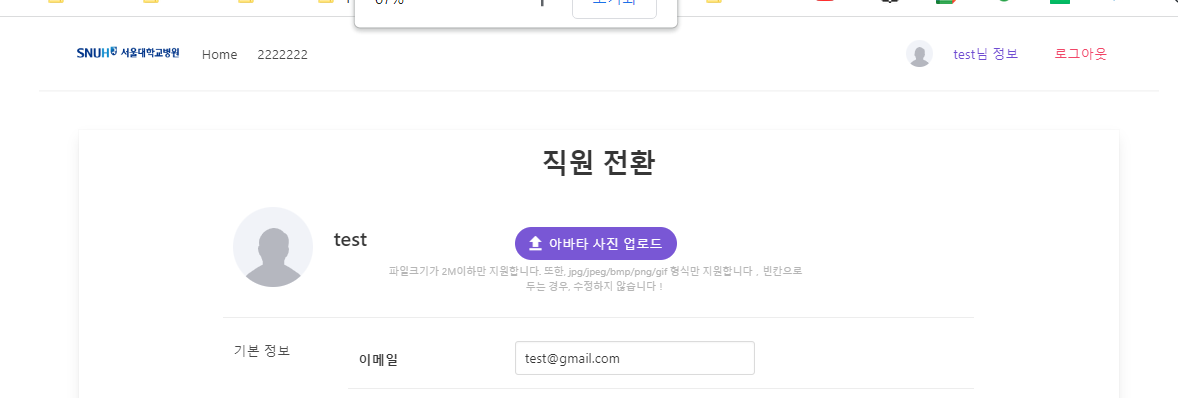 67%
초기화
SNUH 서울대학교병원 Home 2222222 test님 정보 로그아웃
직원 전환
test
아바타 사진 업로드
파일크기가 2M이하만 지원합니다. 또한, jpg/jpeg/bmp/png/gif 형식만 지원합니다 . 빈칸으로
두는 경우, 수정하지 않습니다 !
기본 정보
이메일
test@gmail.com